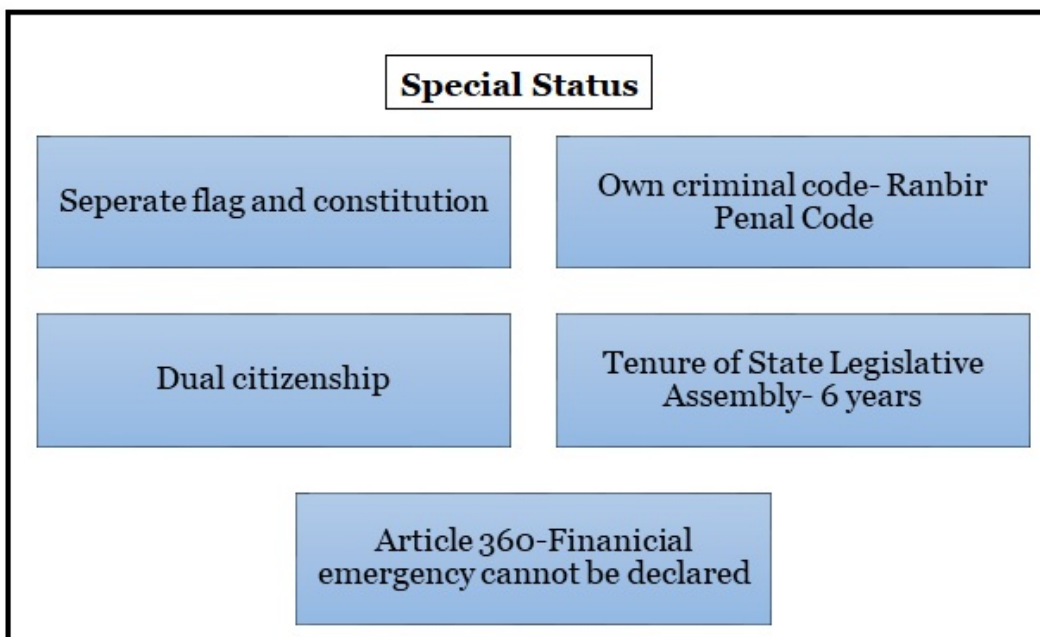 Special Status
Seperate flag and constitution
Own criminal code- Ranbir
Penal Code
Dual citizenship
Tenure of State Legislative
Assembly- 6 years
Article 360-Finanicial
emergency cannot be declared